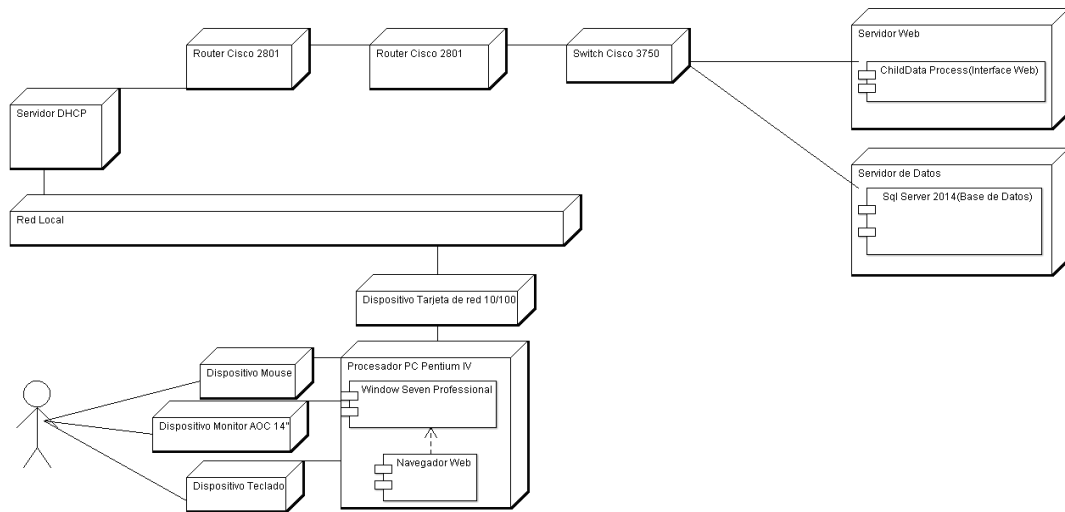 Servidor Web
Router Cisco 2801
Router Cisco 2801
Switch Cisco 3750
ChildData Process(Interface Web)
Servidor DHCP
Servidor de Datos
Sql Server 2014(Base de Datos)
Red Local
Dispositivo Tarjeta de red 10/100
Procesador PC Pentium IV
Dispositivo Mouse
Window Seven Professional
Dispositivo Monitor AOC 14"
Navegador Web
Dispositivo Teclado